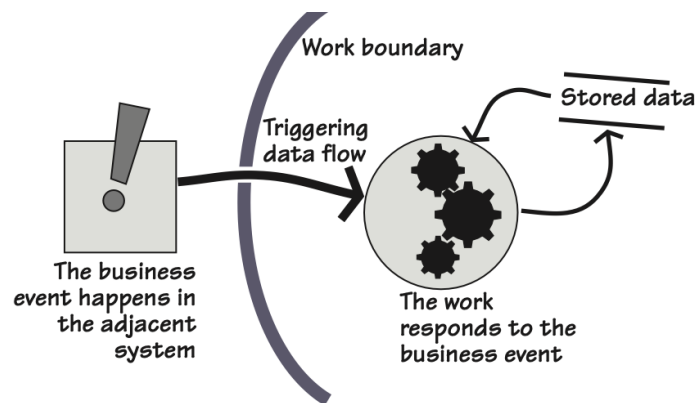 Work boundary
Stored data
Triggering
data flow
The business
event happens in
the adjacent
system
The work
responds to the
business event